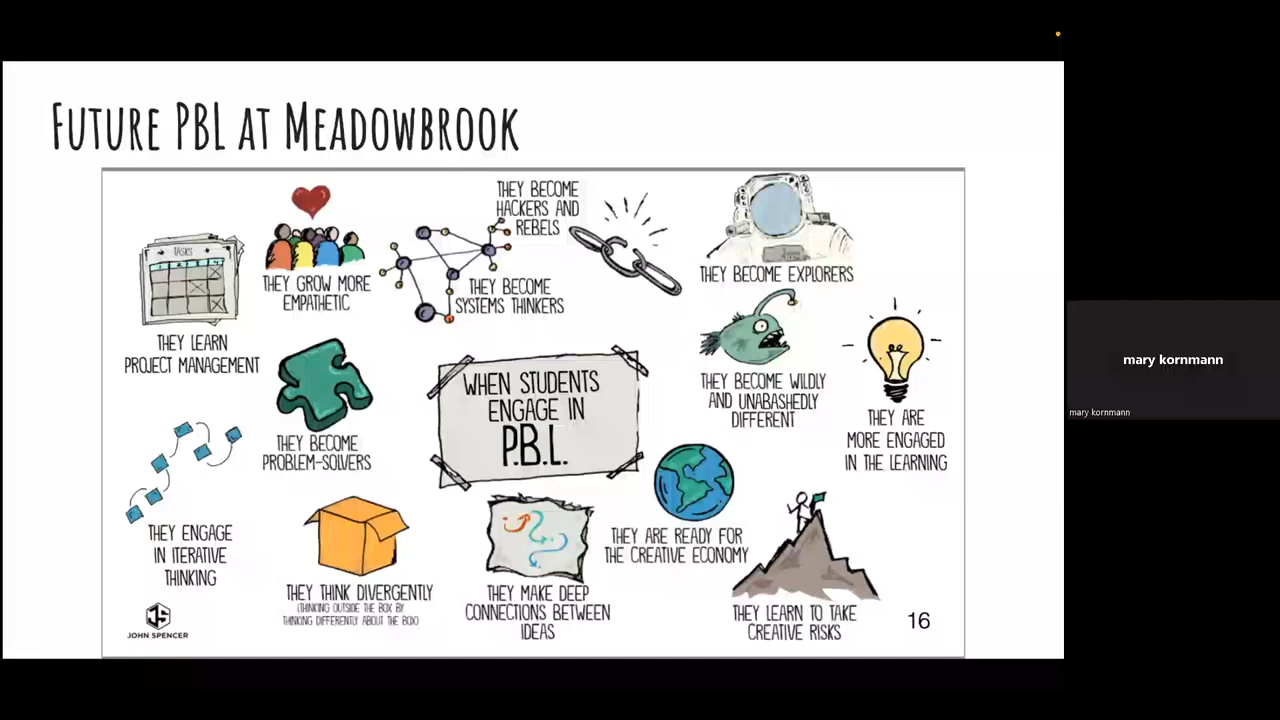 FUTURE PBL AT MEADOWBROOK
TASKS
THEY LEARN
PROJECT MANAGEMENT
THEY GROW MORE
EMPATHETIC
THEY BECOME
SYSTEMS THINKERS
THEY BECOME
HACKERS AND
REBELS
THEY BECOME EXPLORERS
THEY BECOME
PROBLEM-SOLVERS
WHEN STUDENTS
ENGAGE IN
P.B.L.
THEY BECOME WILDLY
AND UNABASHEDLY
DIFFERENT
THEY ARE
MORE ENGAGED
IN THE LEARNING
THEY ENGAGE
IN ITERATIVE
THINKING
THEY THINK DIVERGENTLY
(THINKING OUTSIDE THE BOX BY
THINKING DIFFERENTLY ABOUT THE BOX)
THEY MAKE DEEP
CONNECTIONS BETWEEN
IDEAS
THEY ARE READY FOR
THE CREATIVE ECONOMY
THEY LEARN TO TAKE
CREATIVE RISKS
JS
JOHN SPENCER
16
mary kornmann
mary kornmann